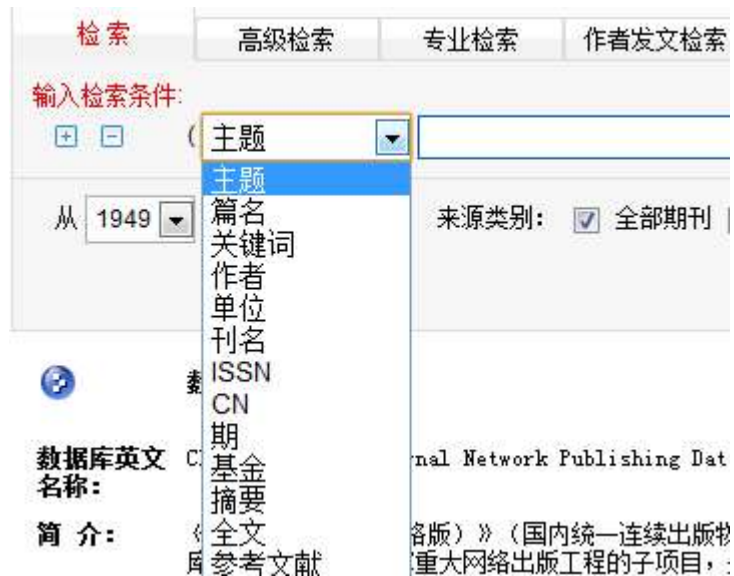 检索 高级检索 专业检索 作者发文检索
输入检索条件:
( 主题
主题
篇名
关键词
作者
单位
刊名
ISSN
CN
期
基金
摘要
全文
参考文献
从 1949 来源类别: 全部期刊
数据库英文名称: nal Network Publishing Dat
简 介: 《 络版)》(国内统一连续出版物
库 重大网络出版工程的子项目,